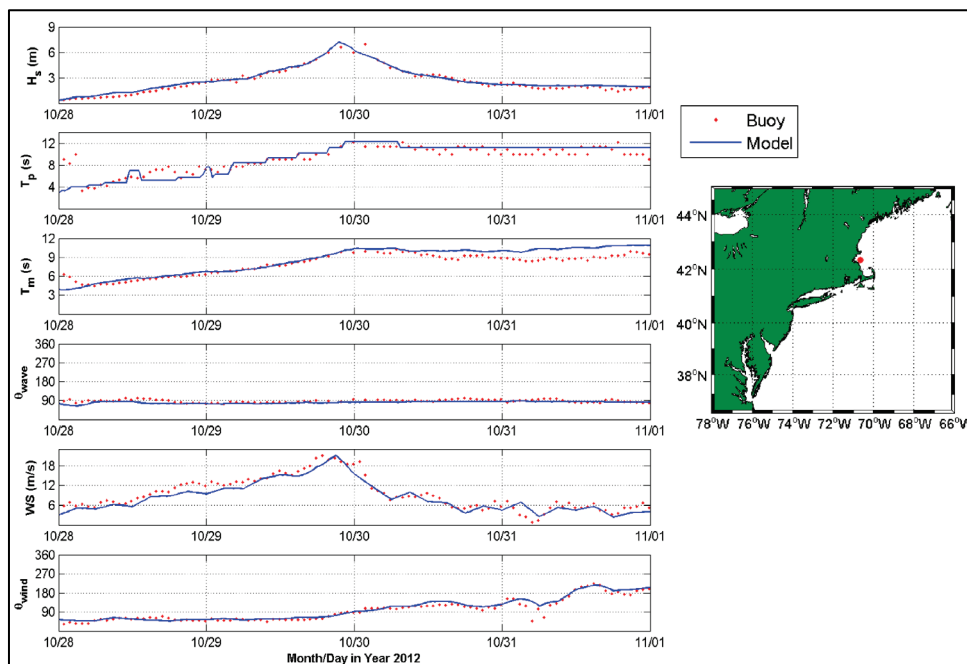 9
6
3
H_s (m)
10/28 10/29 10/30 10/31 11/01
12
8
4
T_p (s)
10/28 10/29 10/30 10/31 11/01
12
9
6
3
T_m (s)
10/28 10/29 10/30 10/31 11/01
360
270
180
90
θ_wave
10/28 10/29 10/30 10/31 11/01
18
12
6
WS (m/s)
10/28 10/29 10/30 10/31 11/01
360
270
180
90
θ_wind
10/28 10/29 10/30 10/31 11/01
Month/Day in Year 2012
Buoy
Model
44°N
42°N
40°N
38°N
78°W 76°W 74°W 72°W 70°W 68°W 66°W